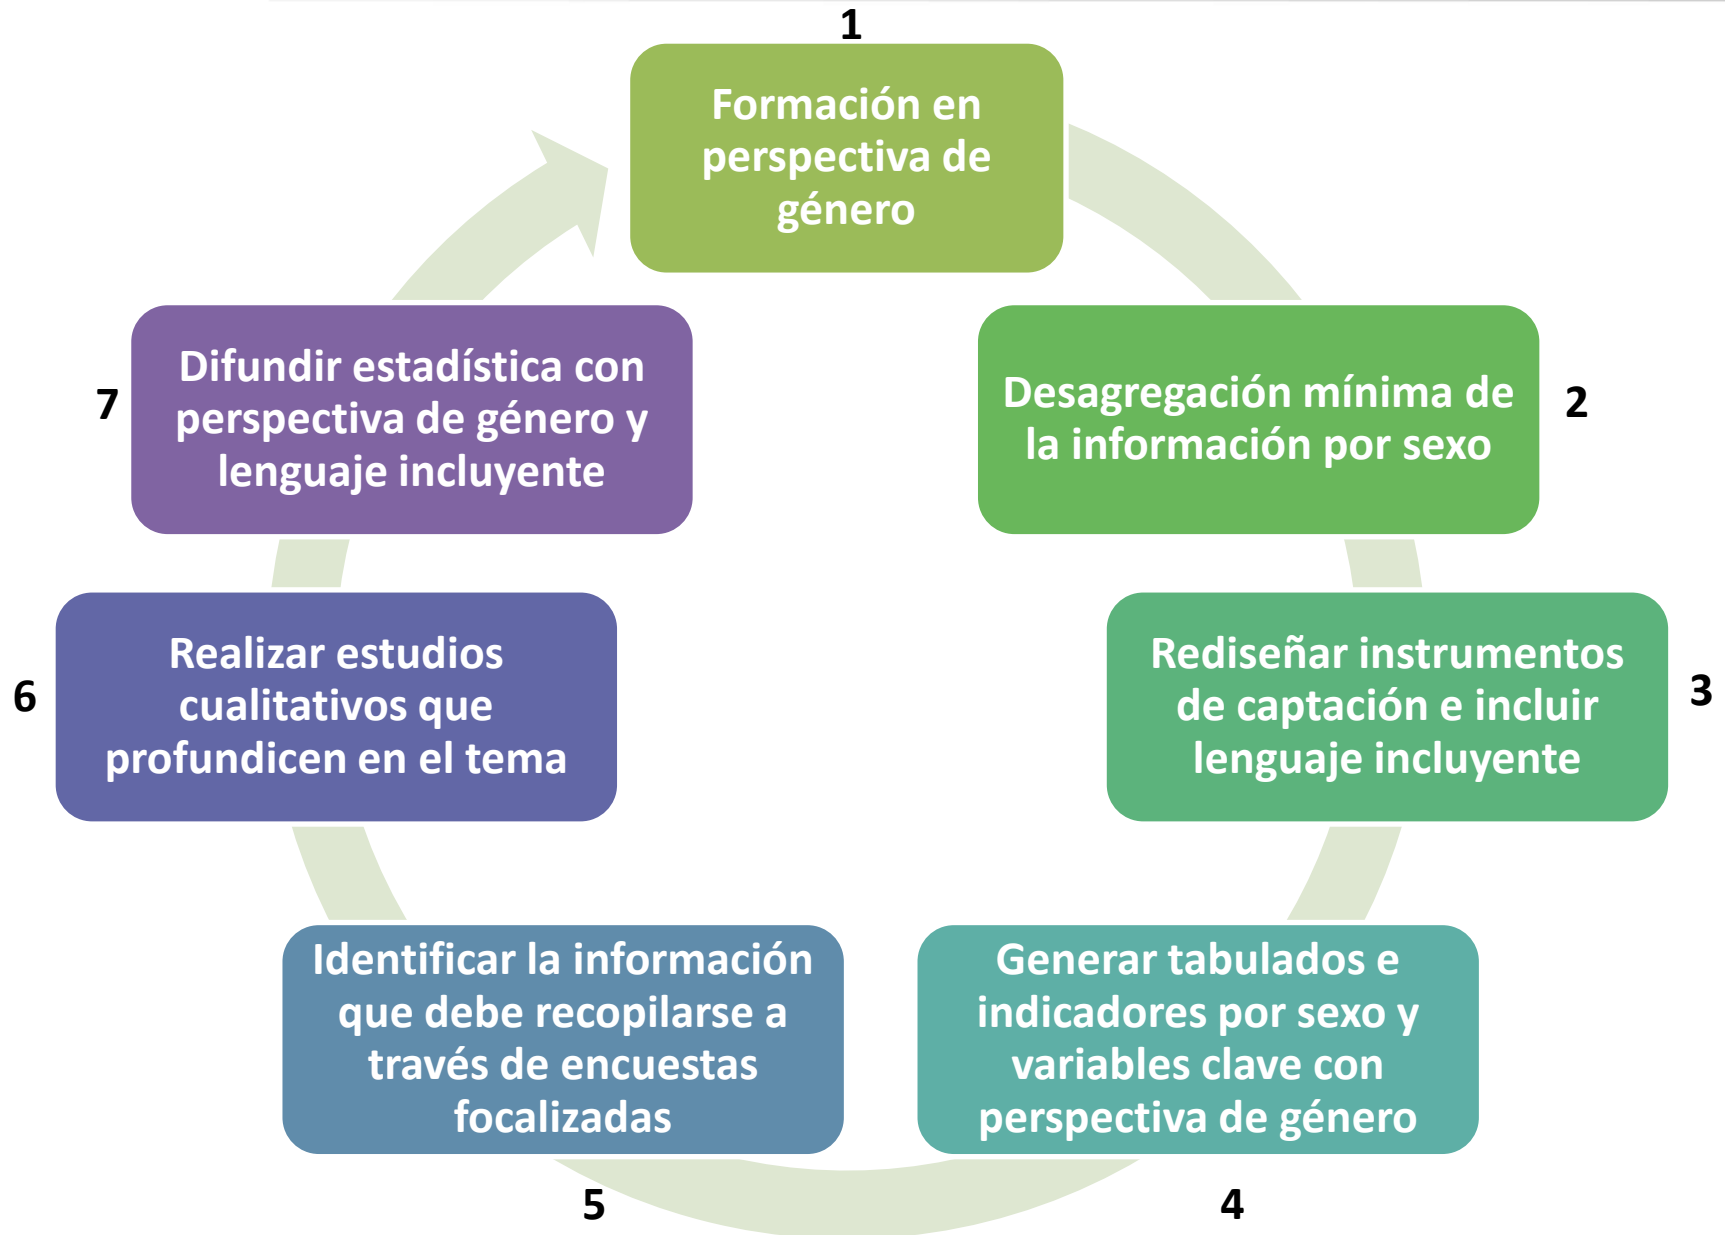 1
Formación en
perspectiva de
género
2
Desagregación mínima de
la información por sexo
3
Rediseñar instrumentos
de captación e incluir
lenguaje incluyente
4
Generar tabulados e
indicadores por sexo y
variables clave con
perspectiva de género
5
Identificar la información
que debe recopilarse a
través de encuestas
focalizadas
6
Realizar estudios
cualitativos que
profundicen en el tema
7
Difundir estadística con
perspectiva de género y
lenguaje incluyente